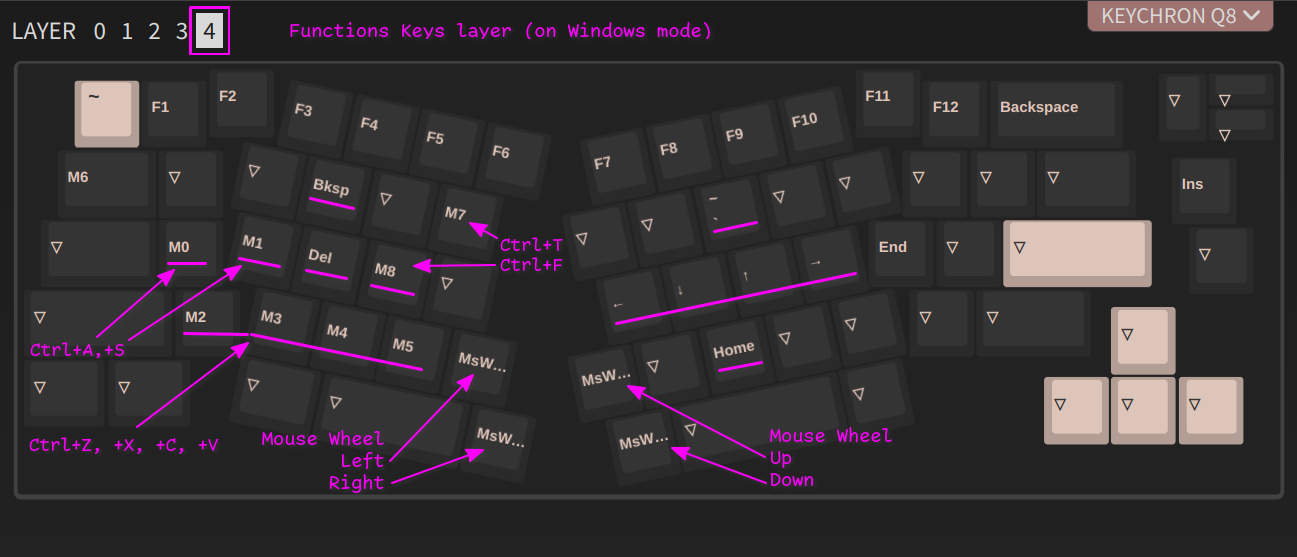 LAYER 0 1 2 3 4 Functions Keys layer (on Windows mode) KEYCHRON Q8
~ F1 F2 F3 F4 F5 F6 F7 F8 F9 F10 F11 F12 Backspace ▽ ▽
▽
M6 ▽ ▽ Bksp ▽ M7 ▽ ▽ ~ ▽ ▽ ▽ ▽ ▽ Ins
`
Ctrl+T
▽ M0 M1 Del M8 ▽ ← ↓ ↑ → End ▽ ▽ ▽
Ctrl+F
▽ M2 M3 M4 M5 MsW... MsW... ▽ Home ▽ ▽ ▽ ▽ ▽
Ctrl+A,+S
▽ ▽ ▽ ▽ MsW... MsW... ▽ ▽ ▽ ▽ ▽
Ctrl+Z, +X, +C, +V
Mouse Wheel
Left
Right
Mouse Wheel
Up
Down